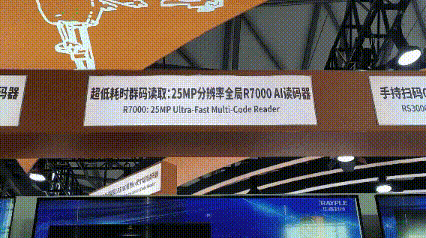 码器
超低耗时群码读取：25MP分辨率全局R7000 AI读码器
R7000: 25MP Ultra-Fast Multi-Code Reader
手持扫码
RS300
RAYPLE